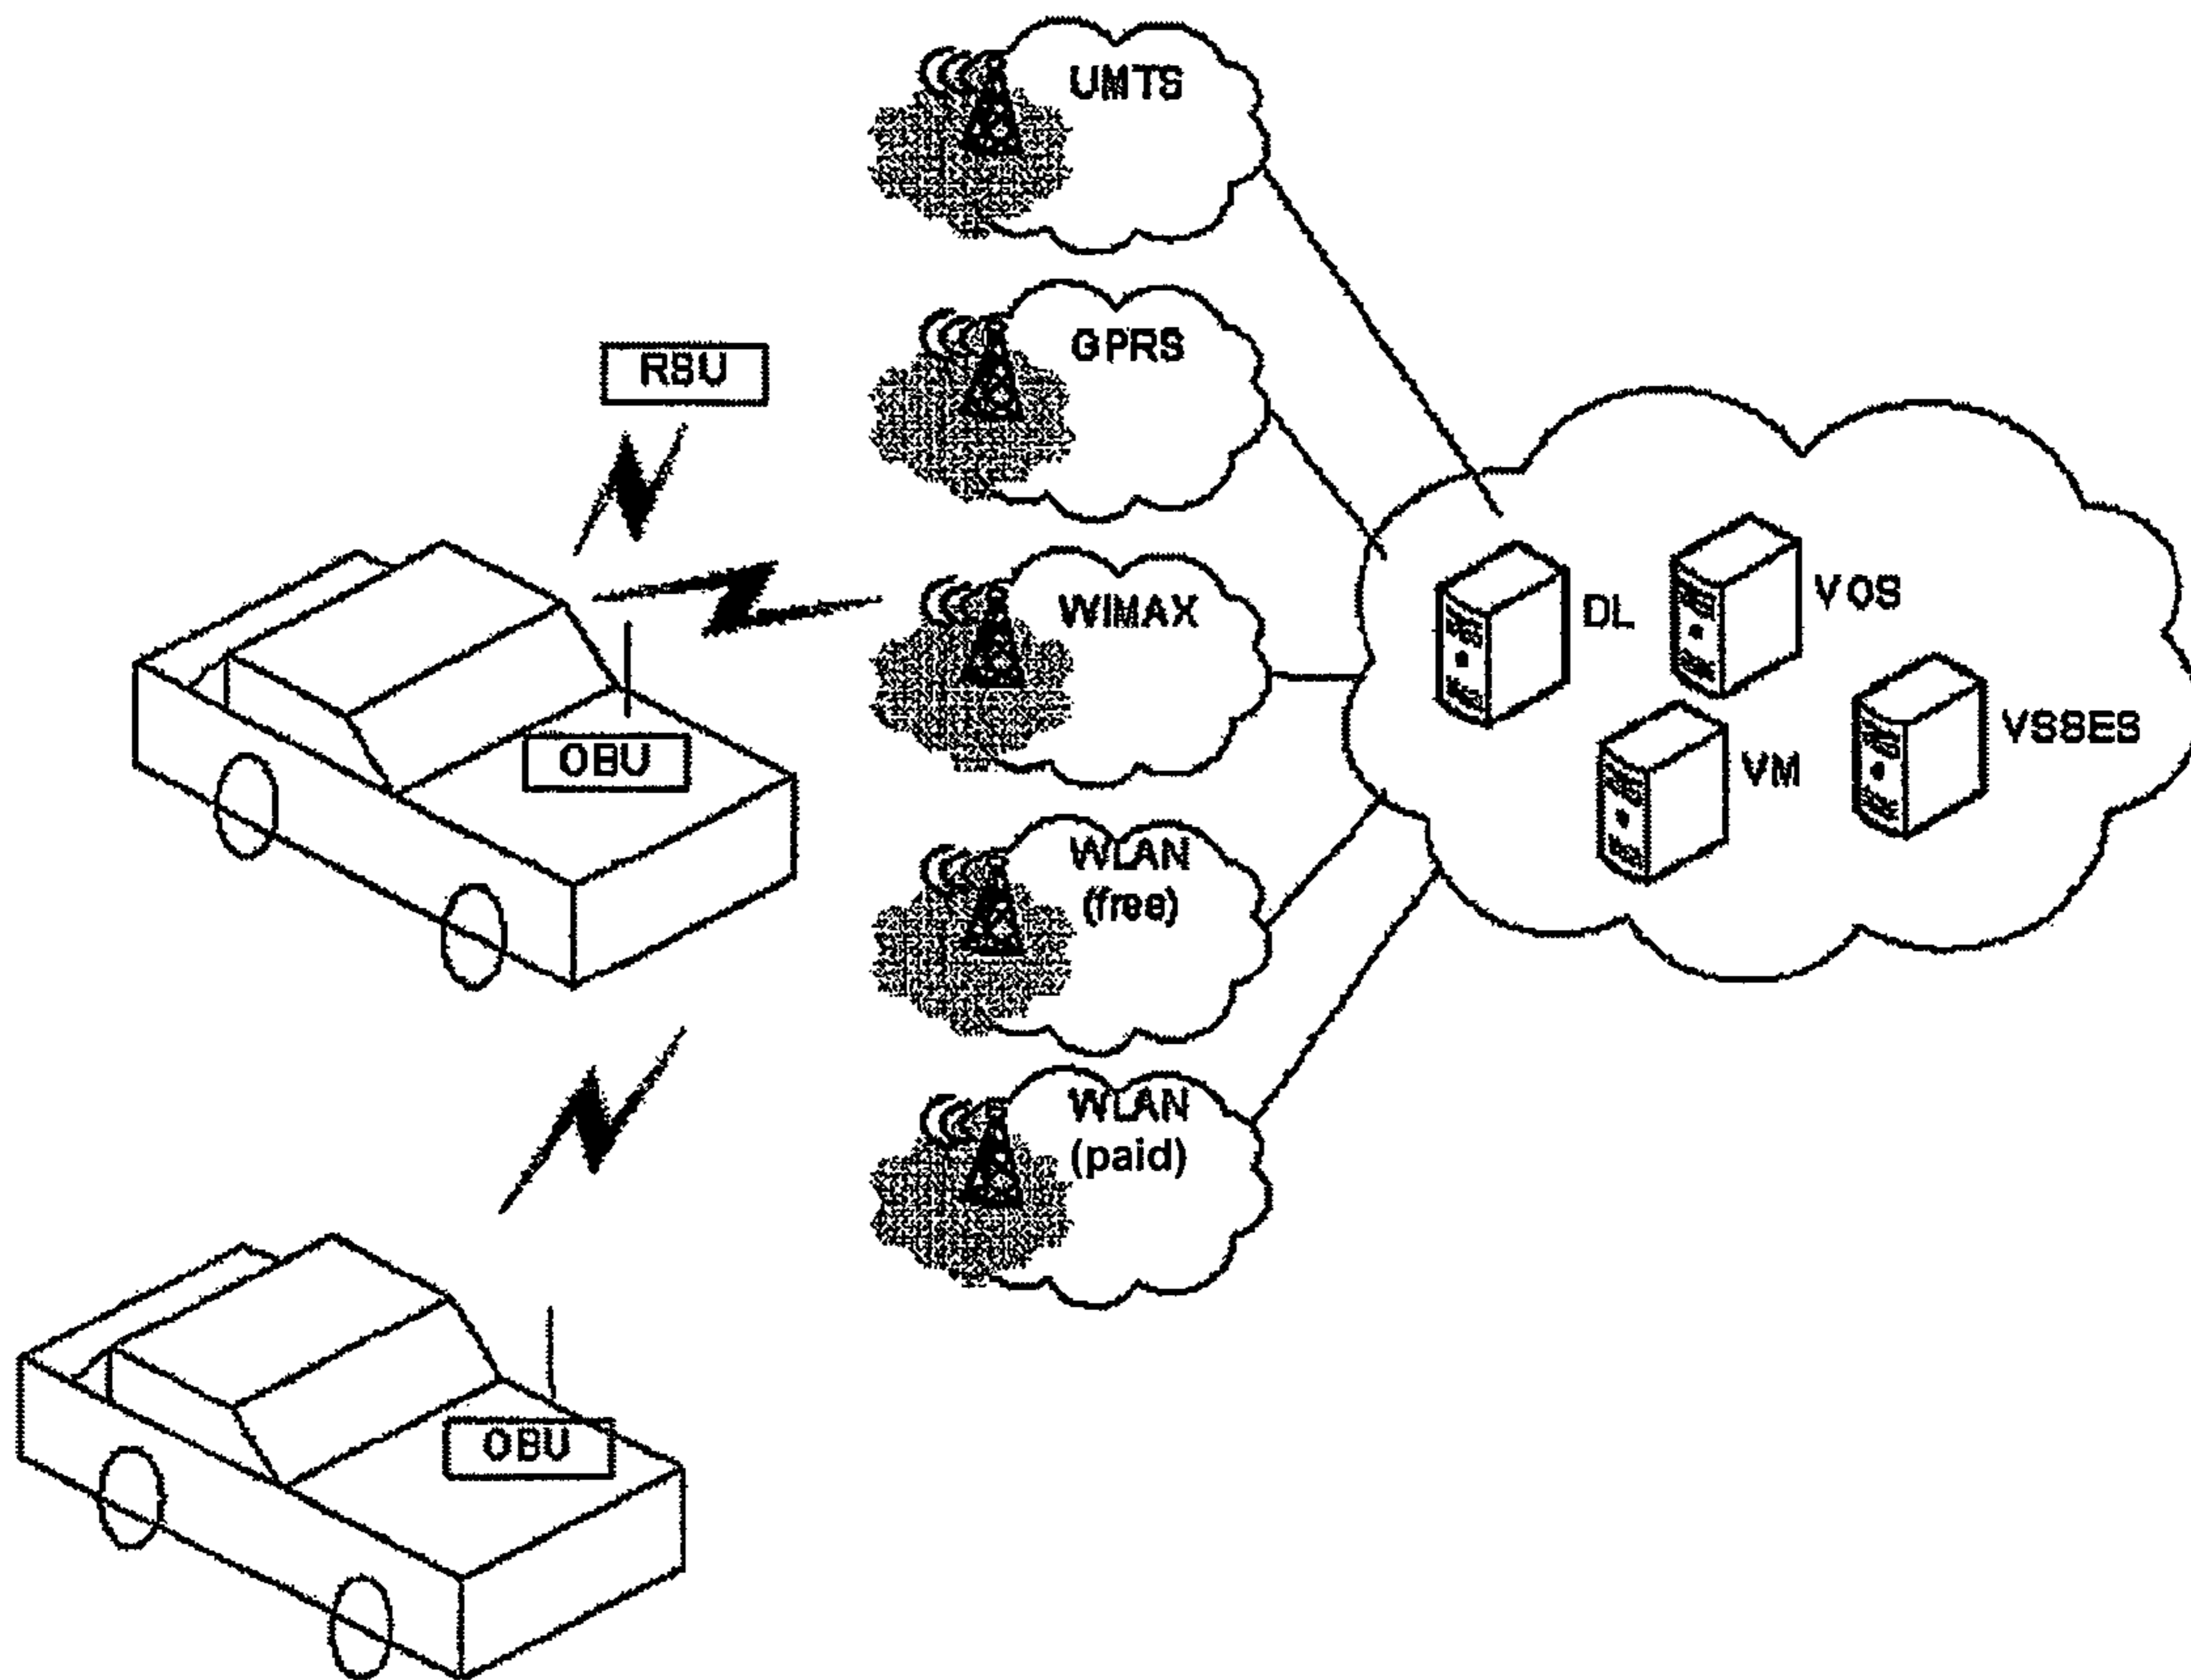 UMTS
GPRS
RSU
WIMAX
OBU
WLAN
(free)
WLAN
(paid)
OBU
DL
VOS
VM
VSSES